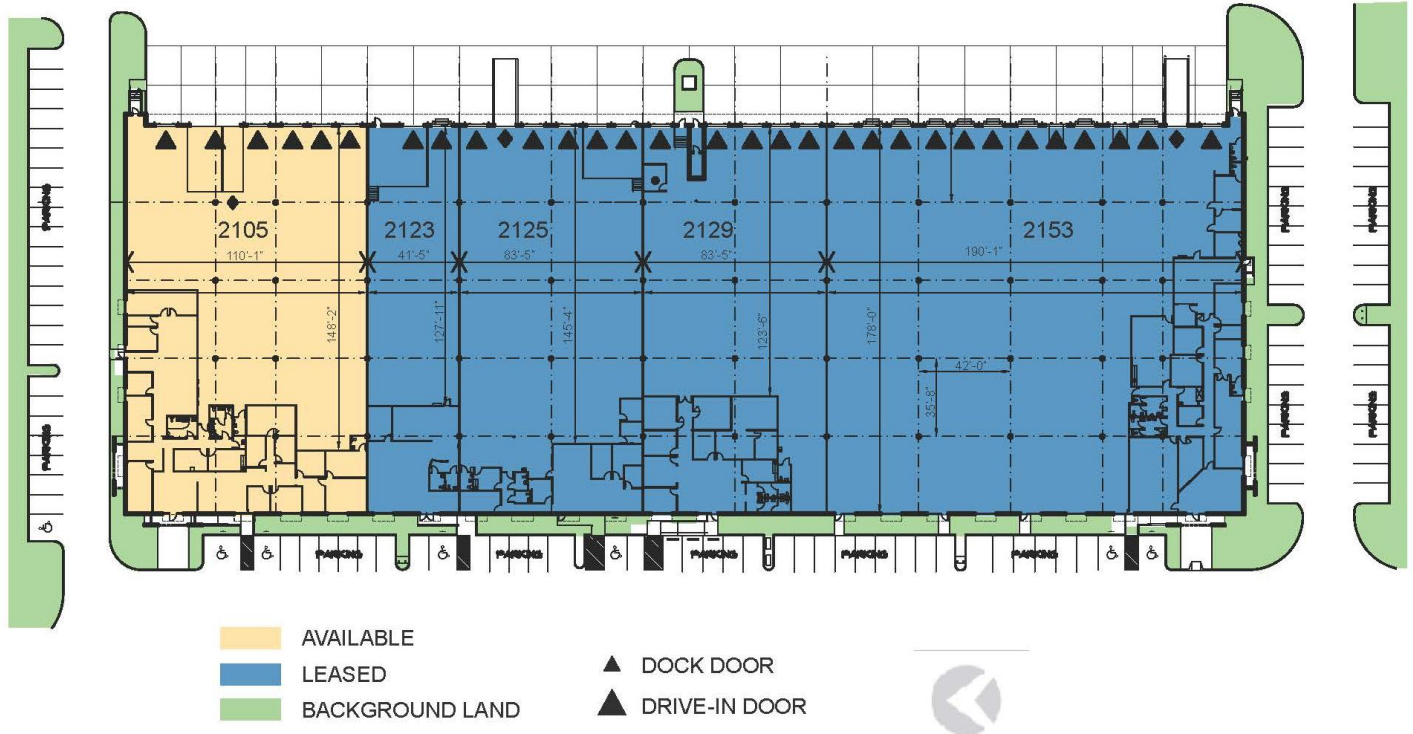 2105
2123
2125
2129
2153
110'-1"
41'-5"
83'-5"
83'-5"
190'-1"
148'-2"
127'-11"
145'-4"
123'-6"
178'-0"
42'-0"
35'-8"
PARKING
PARKING
PARKING
PARKING
PARKING
PARKING
PARKING
PARKING
PARKING
PARKING
PARKING
AVAILABLE
LEASED
BACKGROUND LAND
DOCK DOOR
DRIVE-IN DOOR